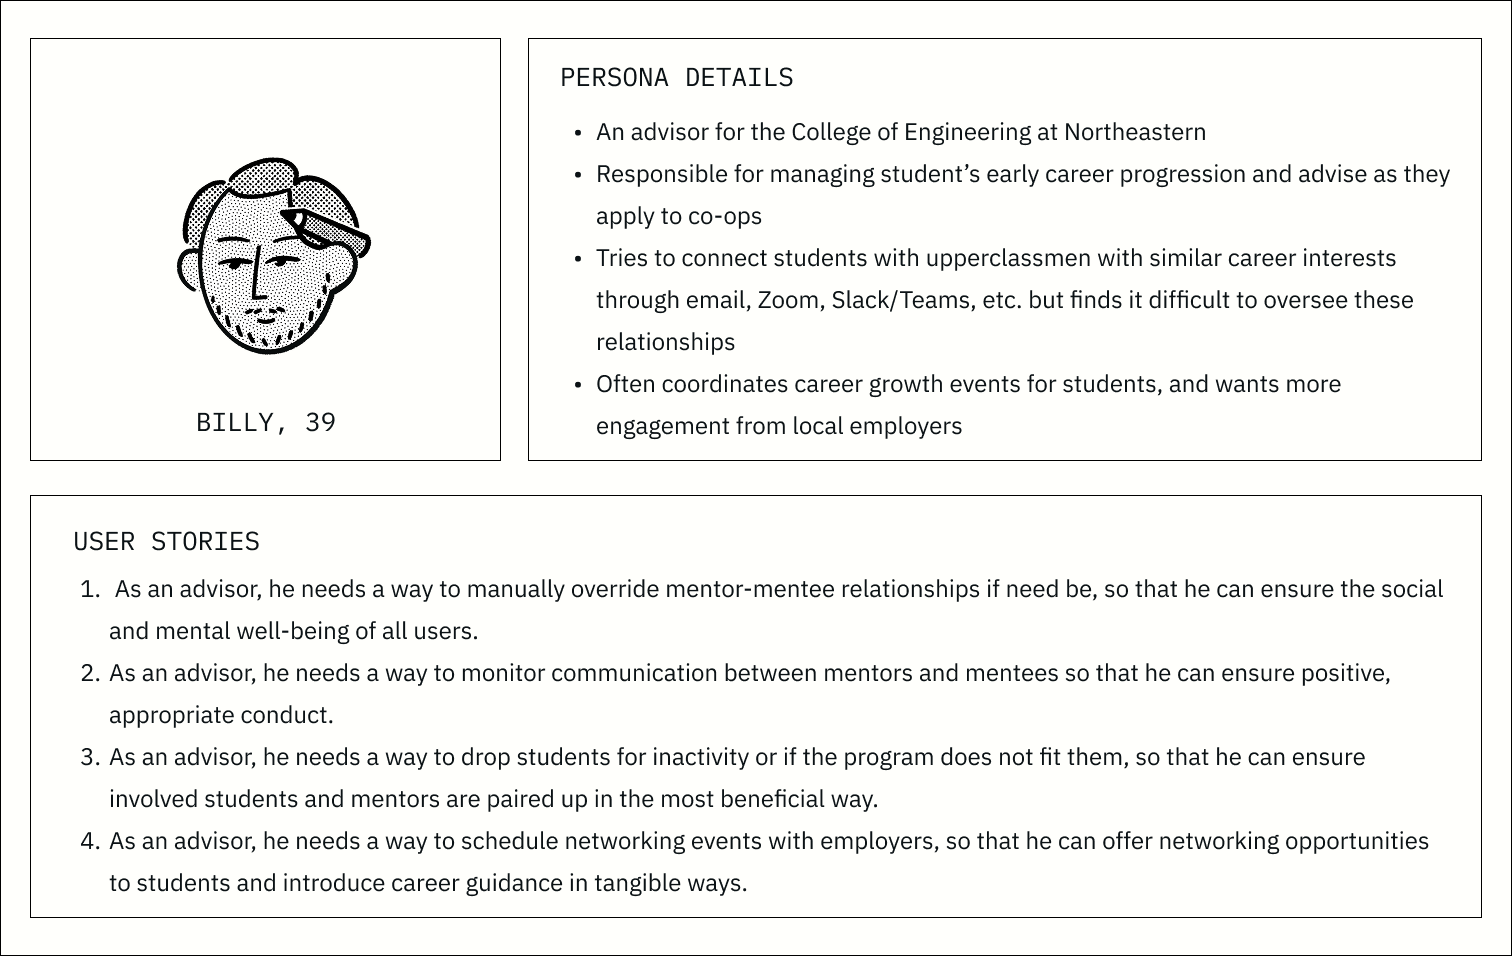 BILLY, 39
PERSONA DETAILS
• An advisor for the College of Engineering at Northeastern
• Responsible for managing student’s early career progression and advise as they
apply to co-ops
• Tries to connect students with upperclassmen with similar career interests
through email, Zoom, Slack/Teams, etc. but finds it difficult to oversee these
relationships
• Often coordinates career growth events for students, and wants more
engagement from local employers
USER STORIES
1. As an advisor, he needs a way to manually override mentor-mentee relationships if need be, so that he can ensure the social
and mental well-being of all users.
2. As an advisor, he needs a way to monitor communication between mentors and mentees so that he can ensure positive,
appropriate conduct.
3. As an advisor, he needs a way to drop students for inactivity or if the program does not fit them, so that he can ensure
involved students and mentors are paired up in the most beneficial way.
4. As an advisor, he needs a way to schedule networking events with employers, so that he can offer networking opportunities
to students and introduce career guidance in tangible ways.